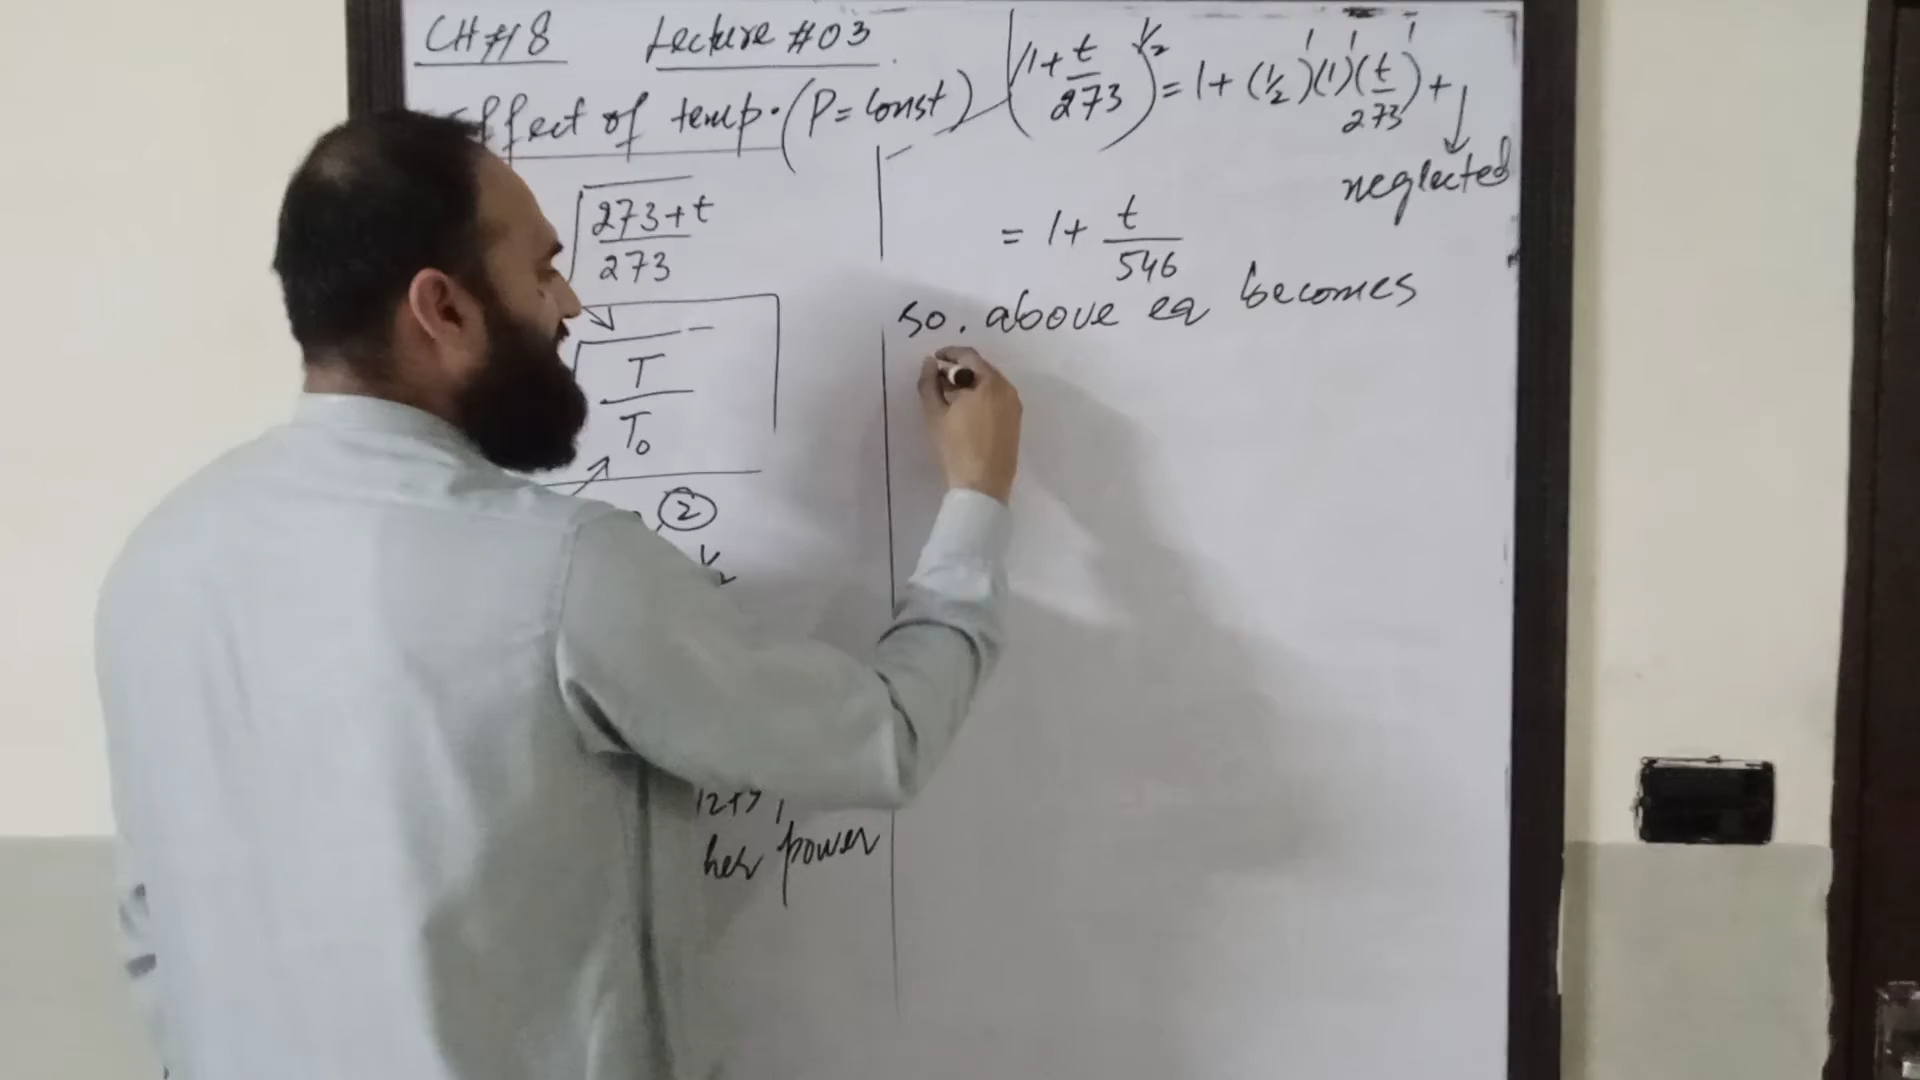 CH#8 Lecture #03
Effect of temp. (P = const)
√(273+t / 273)
√(T / T₀)
②
½
her power
(1 + t/273)^½ = 1 + (½)(1)(t/273) +
neglected
= 1 + t/546
so. above eq becomes